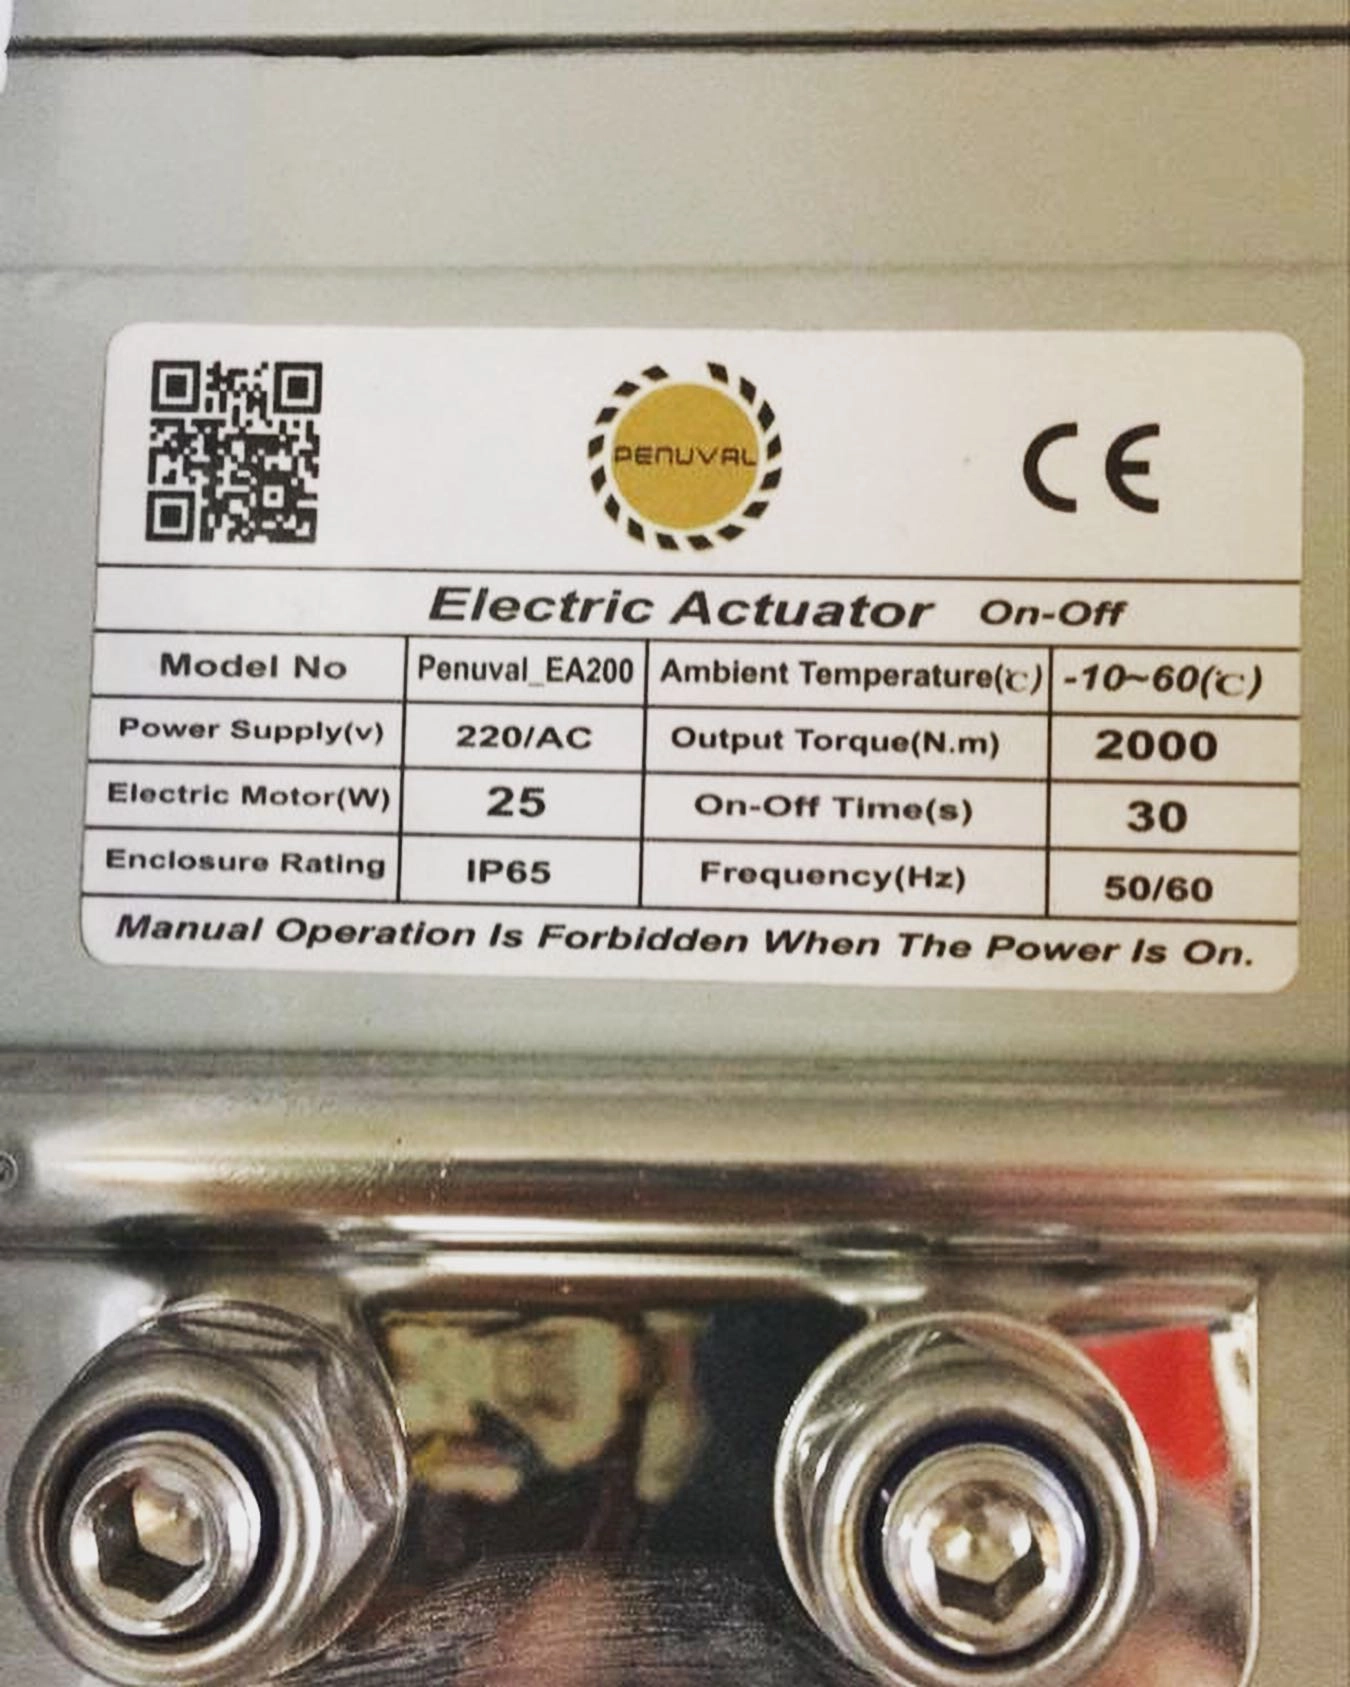 PENUVAL
CE
Electric Actuator On-Off
Model No Penuval_EA200 Ambient Temperature(℃) -10~60(℃)
Power Supply(v) 220/AC Output Torque(N.m) 2000
Electric Motor(W) 25 On-Off Time(s) 30
Enclosure Rating IP65 Frequency(Hz) 50/60
Manual Operation Is Forbidden When The Power Is On.